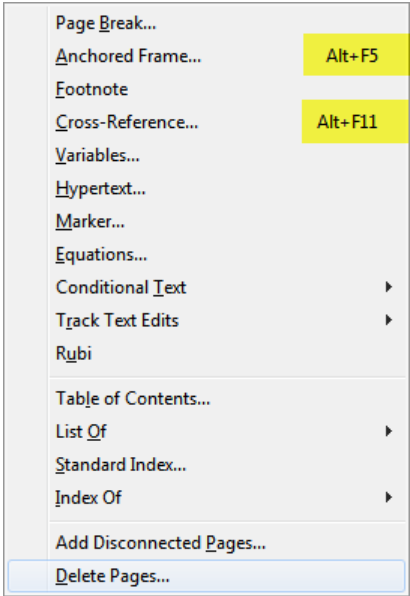 Page Break...
Anchored Frame... Alt+F5
Footnote
Cross-Reference... Alt+F11
Variables...
Hypertext...
Marker...
Equations...
Conditional Text
Track Text Edits
Rubi
Table of Contents...
List Of
Standard Index...
Index Of
Add Disconnected Pages...
Delete Pages...